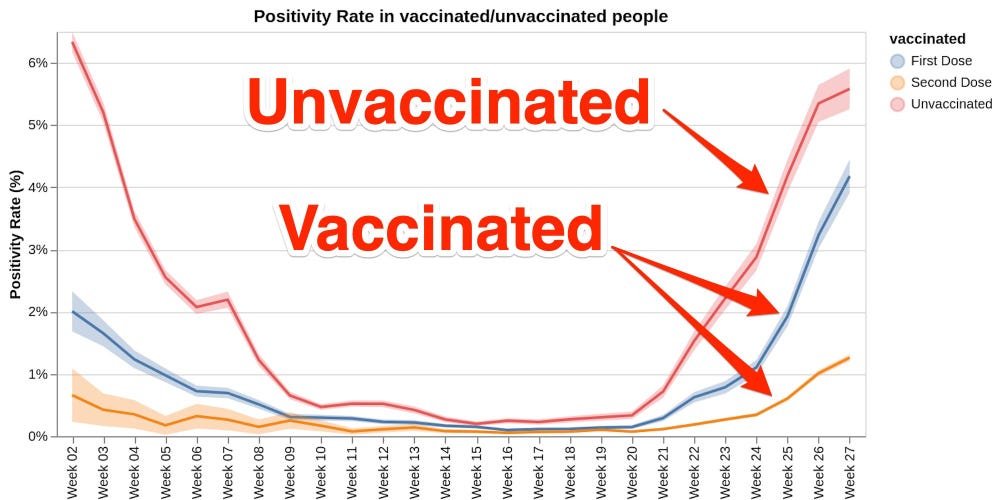 Positivity Rate in vaccinated/unvaccinated people
vaccinated
First Dose
Second Dose
Unvaccinated
Unvaccinated
Vaccinated
Positivity Rate (%)
6%
5%
4%
3%
2%
1%
0%
Week 02
Week 03
Week 04
Week 05
Week 06
Week 07
Week 08
Week 09
Week 10
Week 11
Week 12
Week 13
Week 14
Week 15
Week 16
Week 17
Week 18
Week 19
Week 20
Week 21
Week 22
Week 23
Week 24
Week 25
Week 26
Week 27